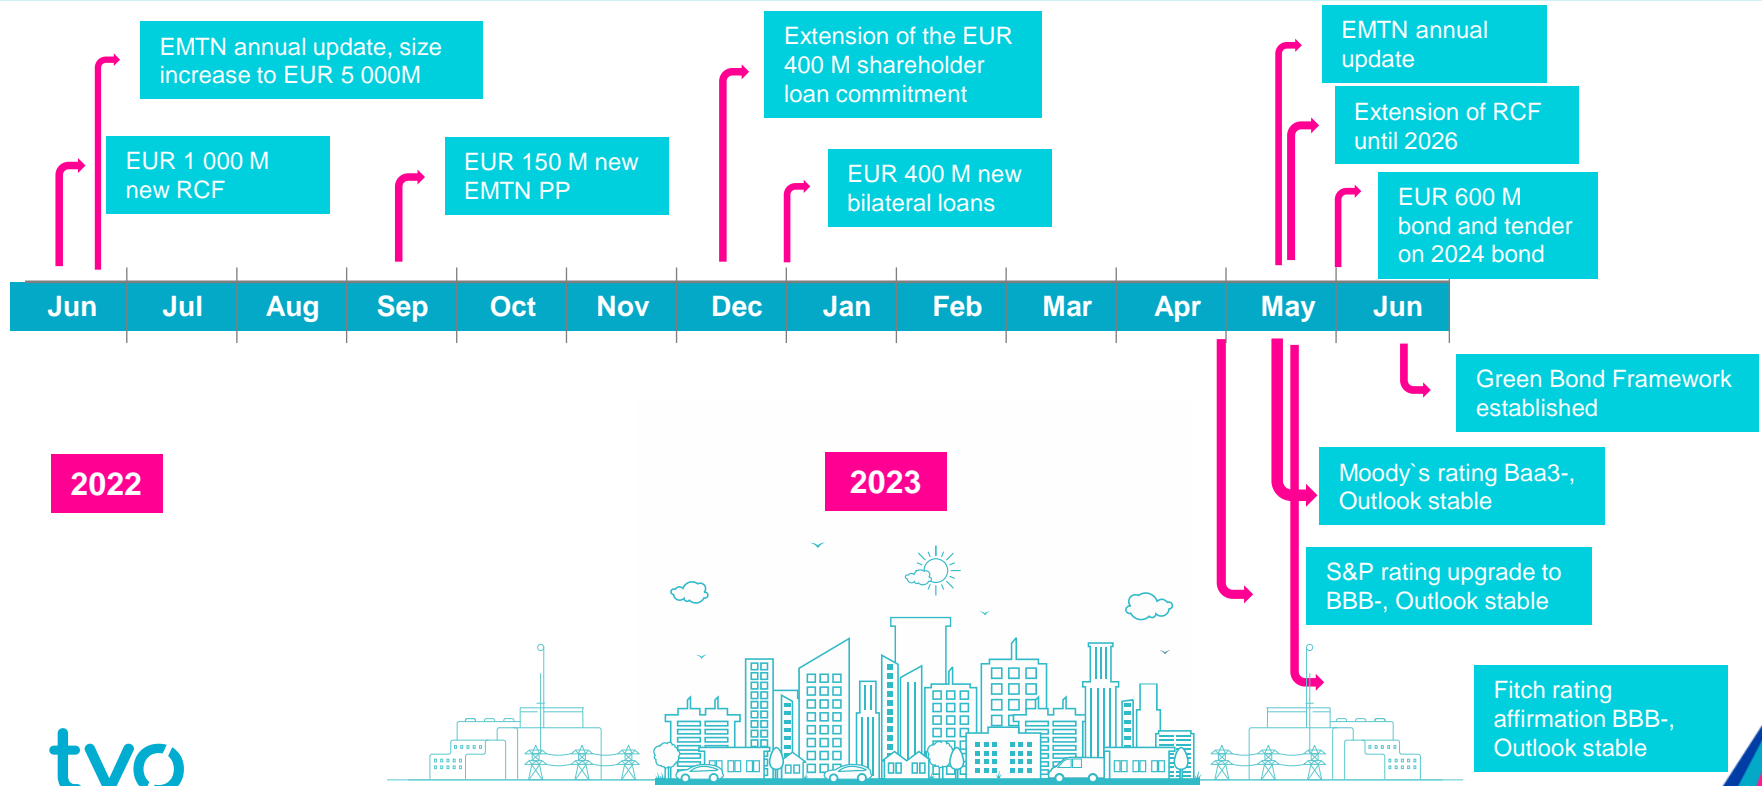 EMTN annual update, size
increase to EUR 5 000M
EUR 1 000 M
new RCF
EUR 150 M new
EMTN PP
Extension of the EUR
400 M shareholder
loan commitment
EUR 400 M new
bilateral loans
EMTN annual
update
Extension of RCF
until 2026
EUR 600 M
bond and tender
on 2024 bond
Jun Jul Aug Sep Oct Nov Dec Jan Feb Mar Apr May Jun
Green Bond Framework
established
2022
2023
Moody`s rating Baa3-,
Outlook stable
S&P rating upgrade to
BBB-, Outlook stable
Fitch rating
affirmation BBB-,
Outlook stable
tvo